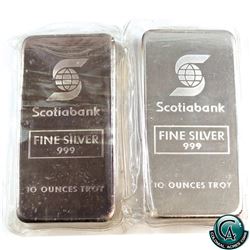 Scotiabank
FINE SILVER
999
10 OUNCES TROY
Scotiabank
FINE SILVER
999
10 OUNCES TROY